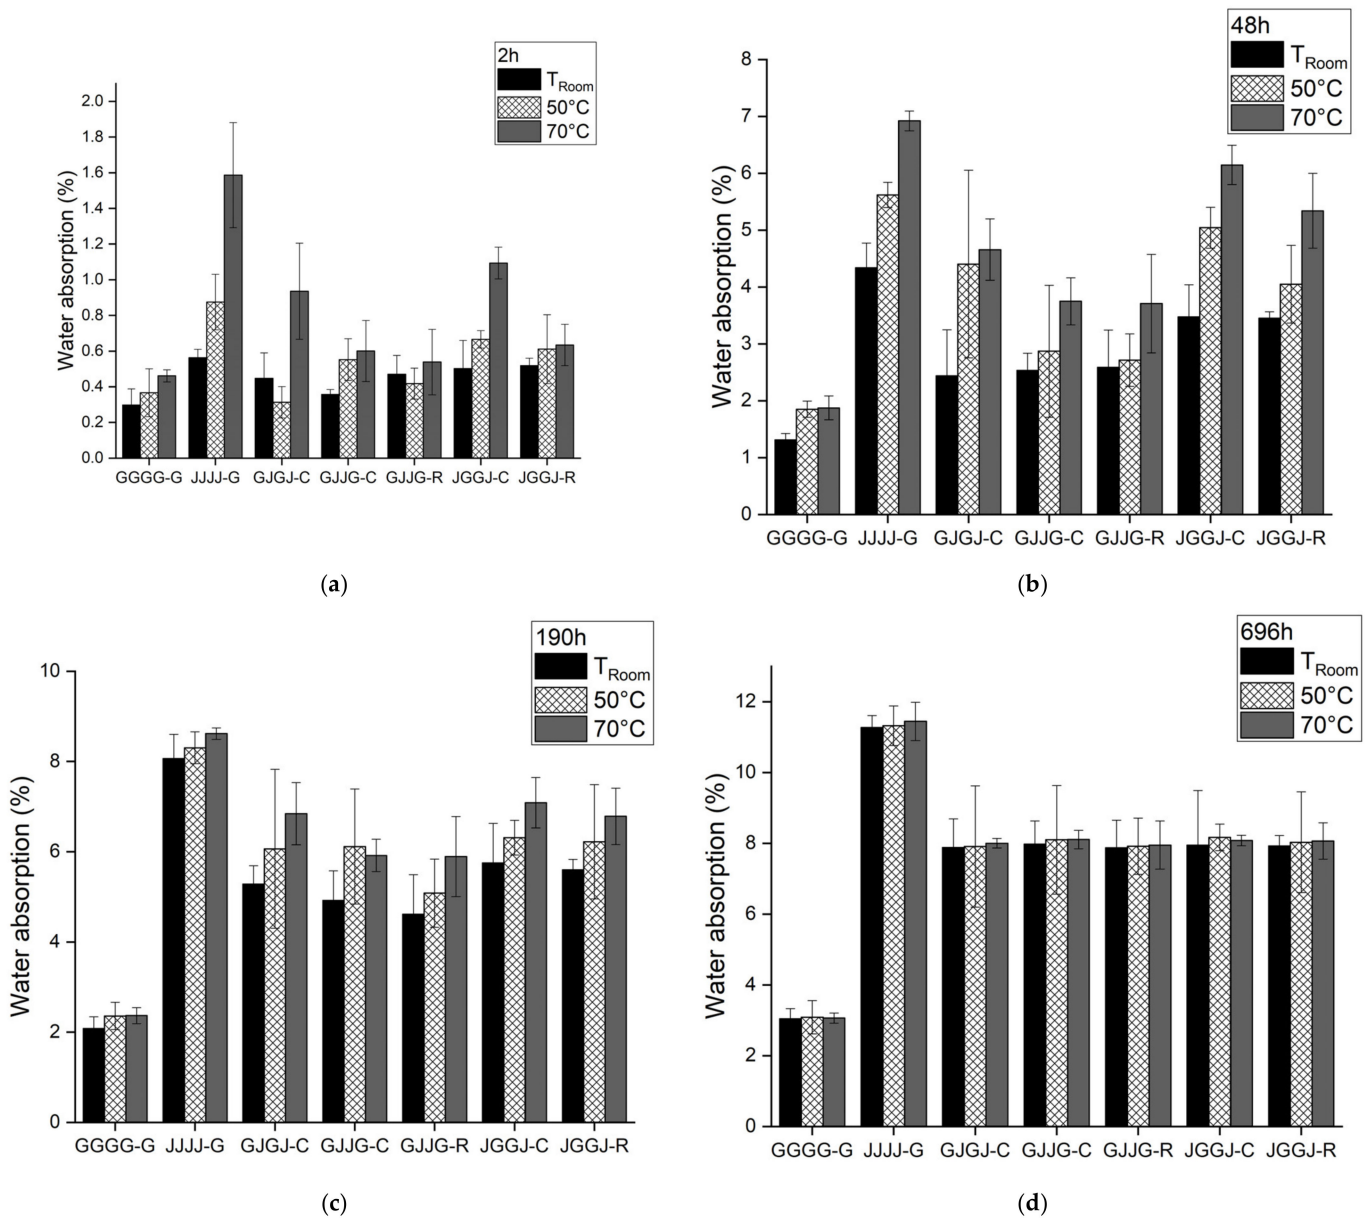 2h
T Room
50°C
70°C
Water absorption (%)
2.0
1.8
1.6
1.4
1.2
1.0
0.8
0.6
0.4
0.2
0.0
GGGG-G JJJJ-G GJGJ-C GJJG-C GJJG-R JGGJ-C JGGJ-R
(a)
48h
T Room
50°C
70°C
Water absorption (%)
8
7
6
5
4
3
2
1
0
GGGG-G JJJJ-G GJGJ-C GJJG-C GJJG-R JGGJ-C JGGJ-R
(b)
190h
T Room
50°C
70°C
Water absorption (%)
10
8
6
4
2
0
GGGG-G JJJJ-G GJGJ-C GJJG-C GJJG-R JGGJ-C JGGJ-R
(c)
696h
T Room
50°C
70°C
Water absorption (%)
12
10
8
6
4
2
0
GGGG-G JJJJ-G GJGJ-C GJJG-C GJJG-R JGGJ-C JGGJ-R
(d)